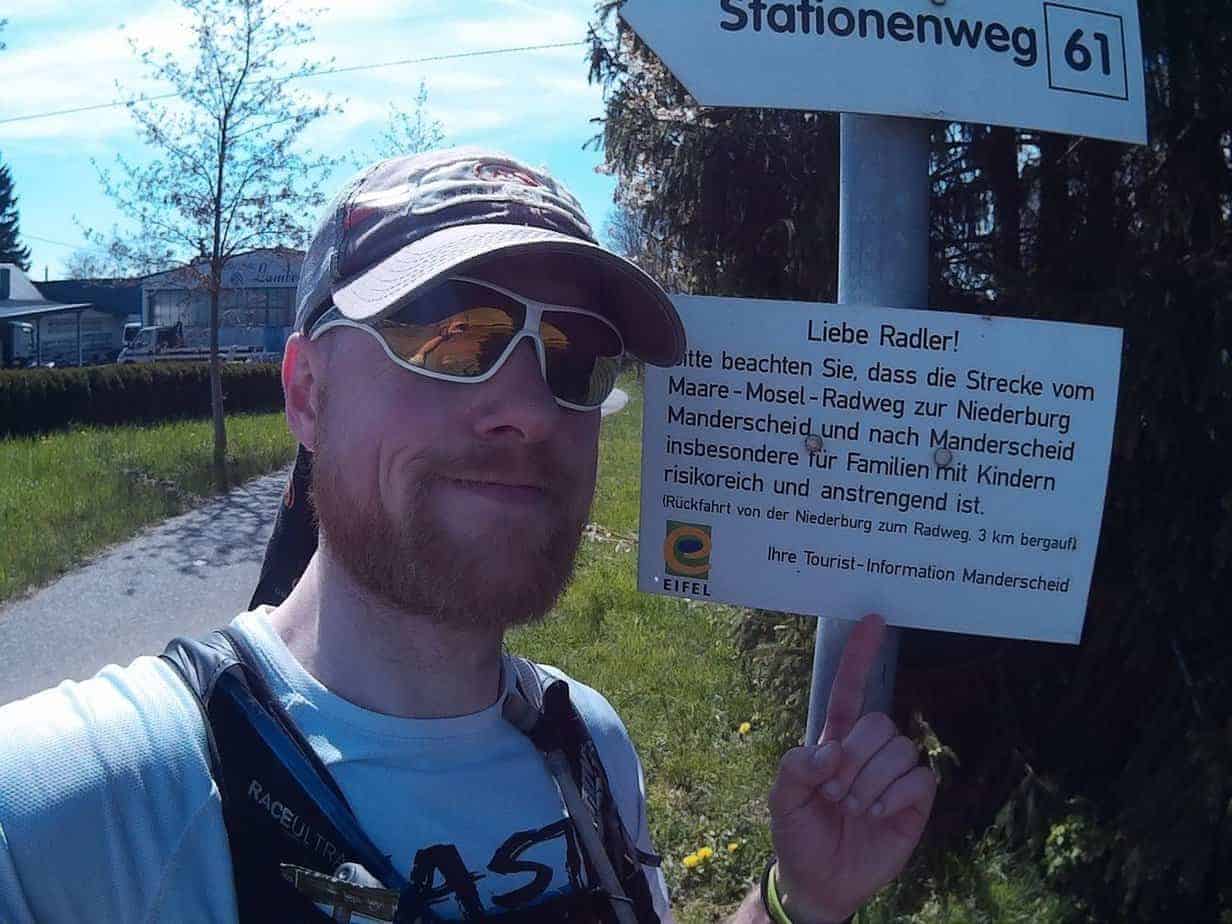 Stationenweg 61
Lambe
Liebe Radler!
itte beachten Sie, dass die Strecke vom
Maare-Mosel-Radweg zur Niederburg
Manderscheid und nach Manderscheid
insbesondere für Familien mit Kindern
risikoreich und anstrengend ist.
(Rückfahrt von der Niederburg zum Radweg, 3 km bergauf)
Ihre Tourist-Information Manderscheid
EIFEL
RACEULTRA
AST